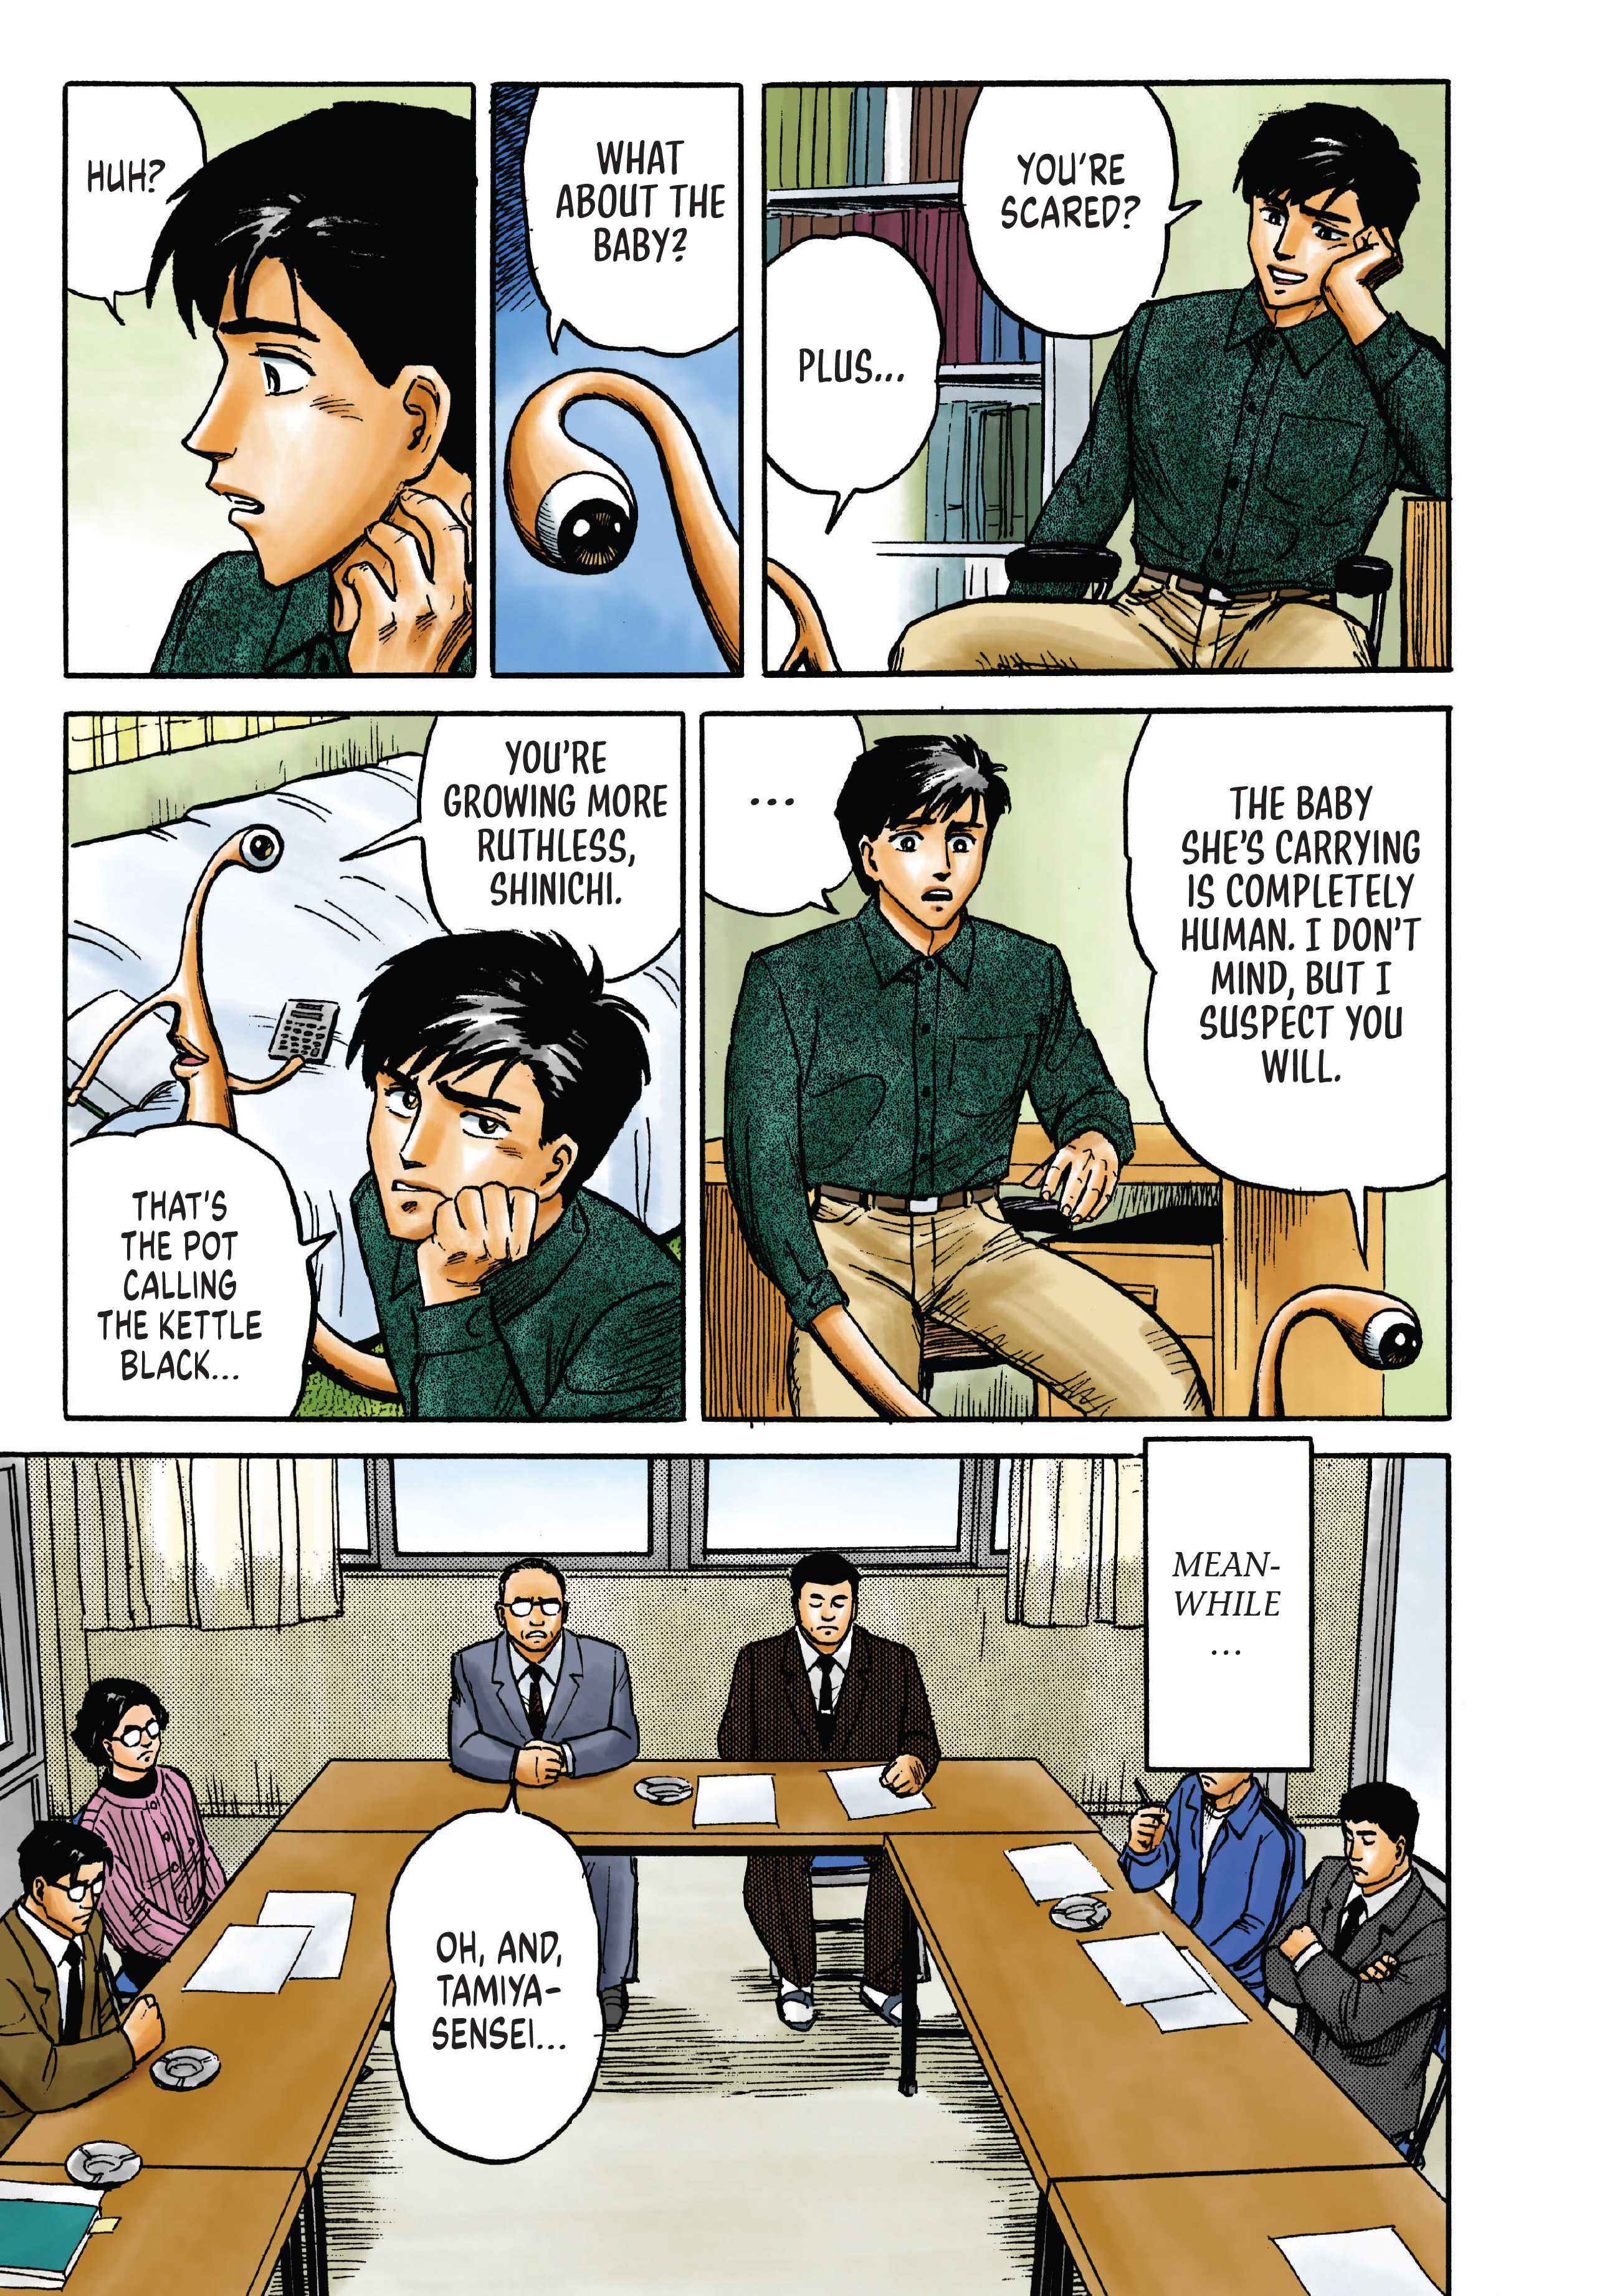 YOU'RE
SCARED?
PLUS...
WHAT
ABOUT THE
BABY?
HUH?
THE BABY
SHE'S CARRYING
IS COMPLETELY
HUMAN. I DON'T
MIND, BUT I
SUSPECT YOU
WILL.
...
YOU'RE
GROWING MORE
RUTHLESS,
SHINICHI.
THAT'S
THE POT
CALLING
THE KETTLE
BLACK...
MEAN-
WHILE
...
OH, AND,
TAMIYA-
SENSEI...